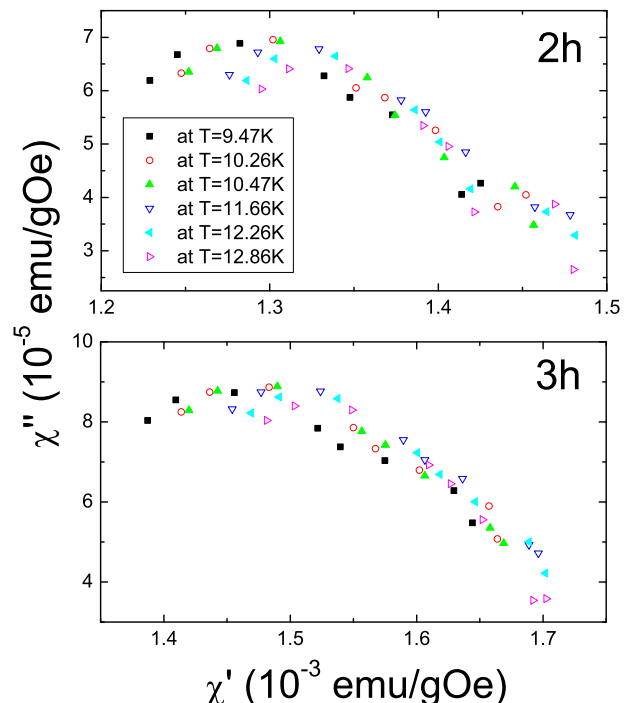 7
6
5
4
3
2h
at T=9.47K
at T=10.26K
at T=10.47K
at T=11.66K
at T=12.26K
at T=12.86K
1.2 1.3 1.4 1.5
χ'' (10⁻⁵ emu/gOe)
10
8
6
4
3h
1.4 1.5 1.6 1.7
χ' (10⁻³ emu/gOe)